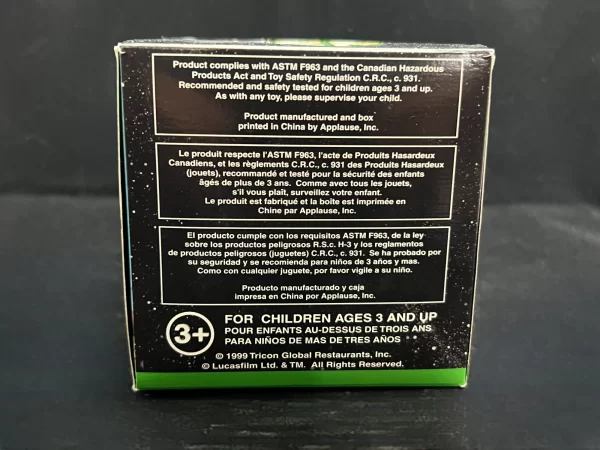 Product complies with ASTM F963 and the Canadian Hazardous
Products Act and Toy Safety Regulation C.R.C., c. 931.
Recommended and safety tested for children ages 3 and up.
As with any toy, please supervise your child.
Product manufactured and box
printed in China by Applause, Inc.
Le produit respecte l'ASTM F963, l'acte de Produits Hasardeux
Canadiens, et les règlements C.R.C., c. 931 des Produits Hasardeux
(jouets), recommandé et testé pour la sécurité des enfants
âgés de plus de 3 ans. Comme avec tous les jouets,
s'il vous plaît, surveillez votre enfant.
Le produit est fabriqué et la boîte est imprimée en
Chine par Applause, Inc.
El producto cumple con los requisitos ASTM F963, de la ley
sobre los productos peligrosos R.S.c. H-3 y los reglamentos
de productos peligrosos (juguetes) C.R.C., c. 931. Se ha probado por
su seguridad y se recomienda para niños de 3 años y mas.
Como con cualquier juguete, por favor vigile a su niño.
Producto manufacturado y caja
impresa en China por Applause, Inc.
3+
FOR CHILDREN AGES 3 AND UP
POUR ENFANTS AU-DESSUS DE TROIS ANS
PARA NIÑOS DE MAS DE TRES AÑOS
© 1999 Tricon Global Restaurants, Inc.
© Lucasfilm Ltd. & TM. All Rights Reserved.